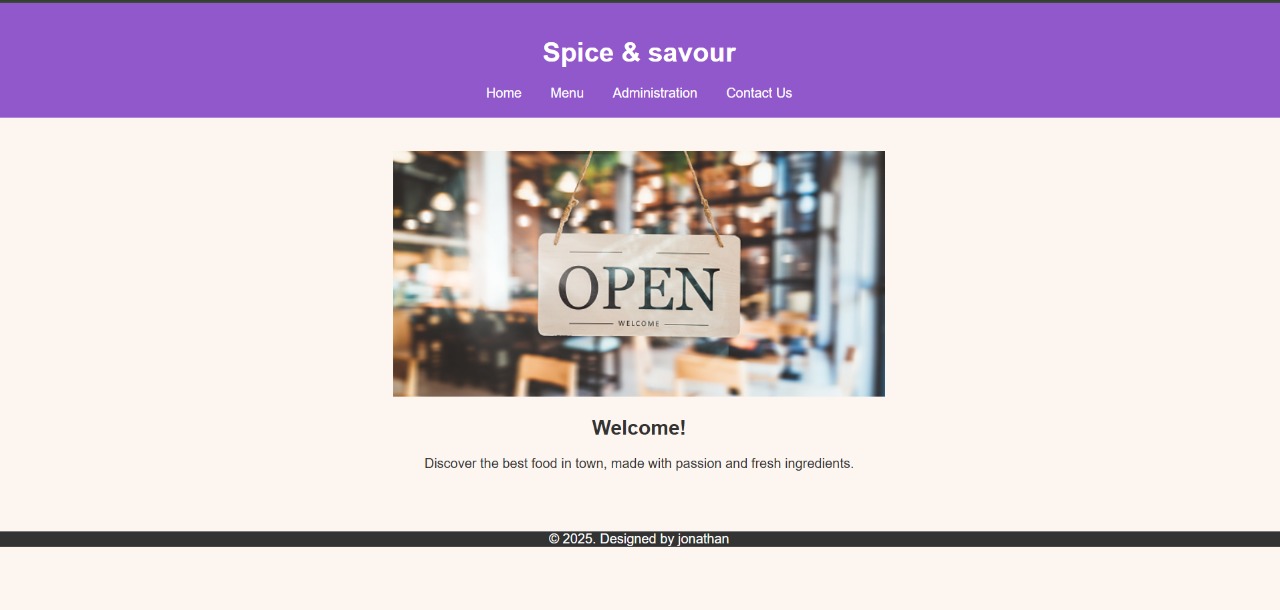 Spice & savour
Home Menu Administration Contact Us
OPEN
WELCOME
Welcome!
Discover the best food in town, made with passion and fresh ingredients.
© 2025. Designed by jonathan